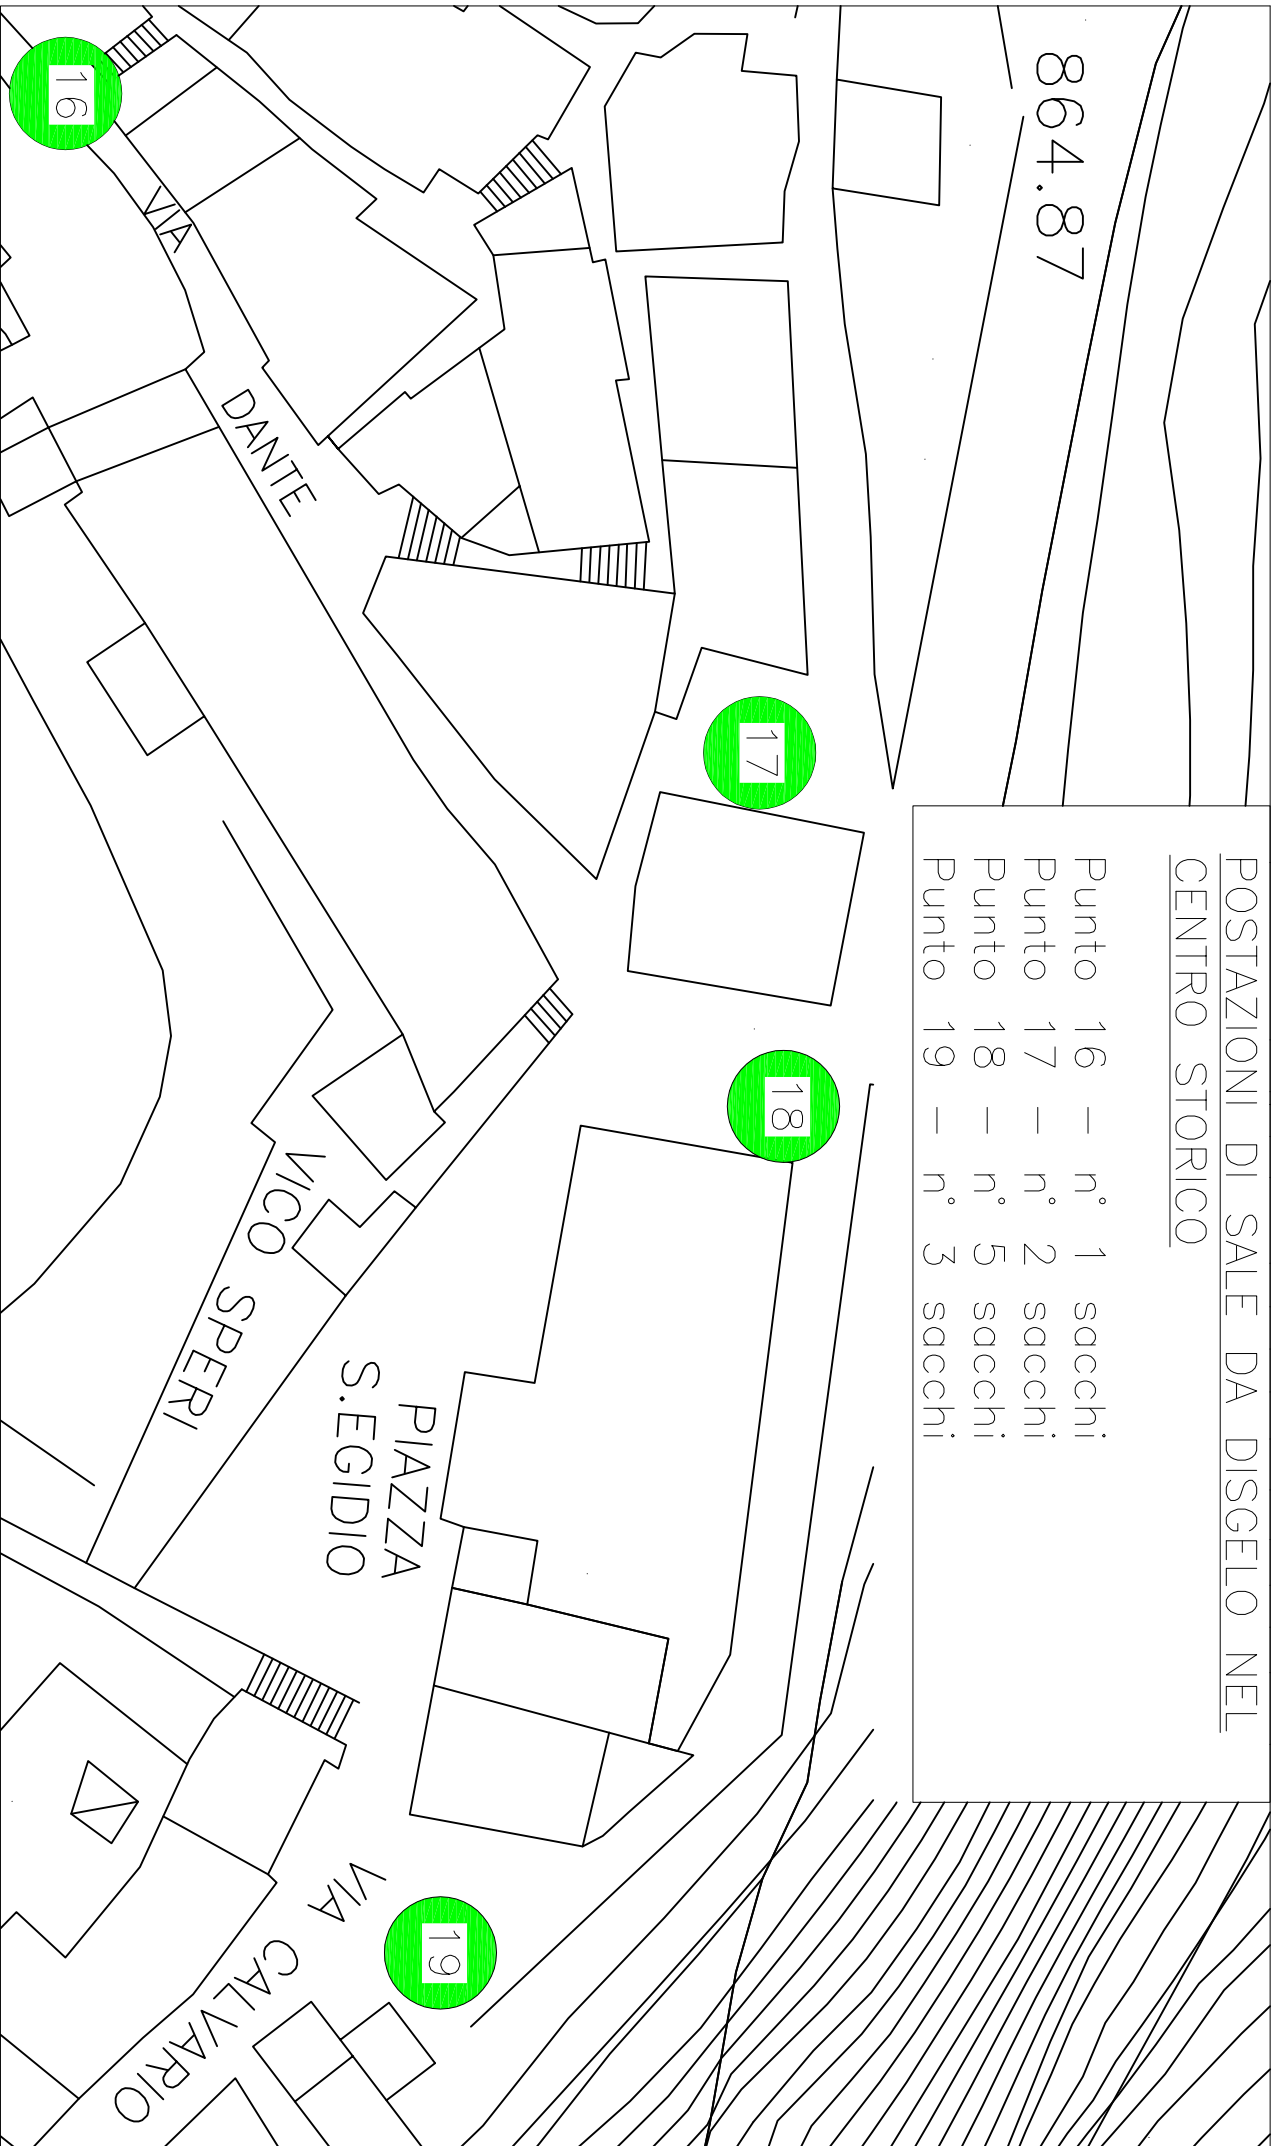 864.87
POSTAZIONI DI SALE DA DISGELO NEL
CENTRO STORICO
Punto 16 – n° 1 sacchi
Punto 17 – n° 2 sacchi
Punto 18 – n° 5 sacchi
Punto 19 – n° 3 sacchi
16
17
18
19
VIA
DANTE
VICO SPERI
PIAZZA
S.EGIDIO
VIA CALVARIO